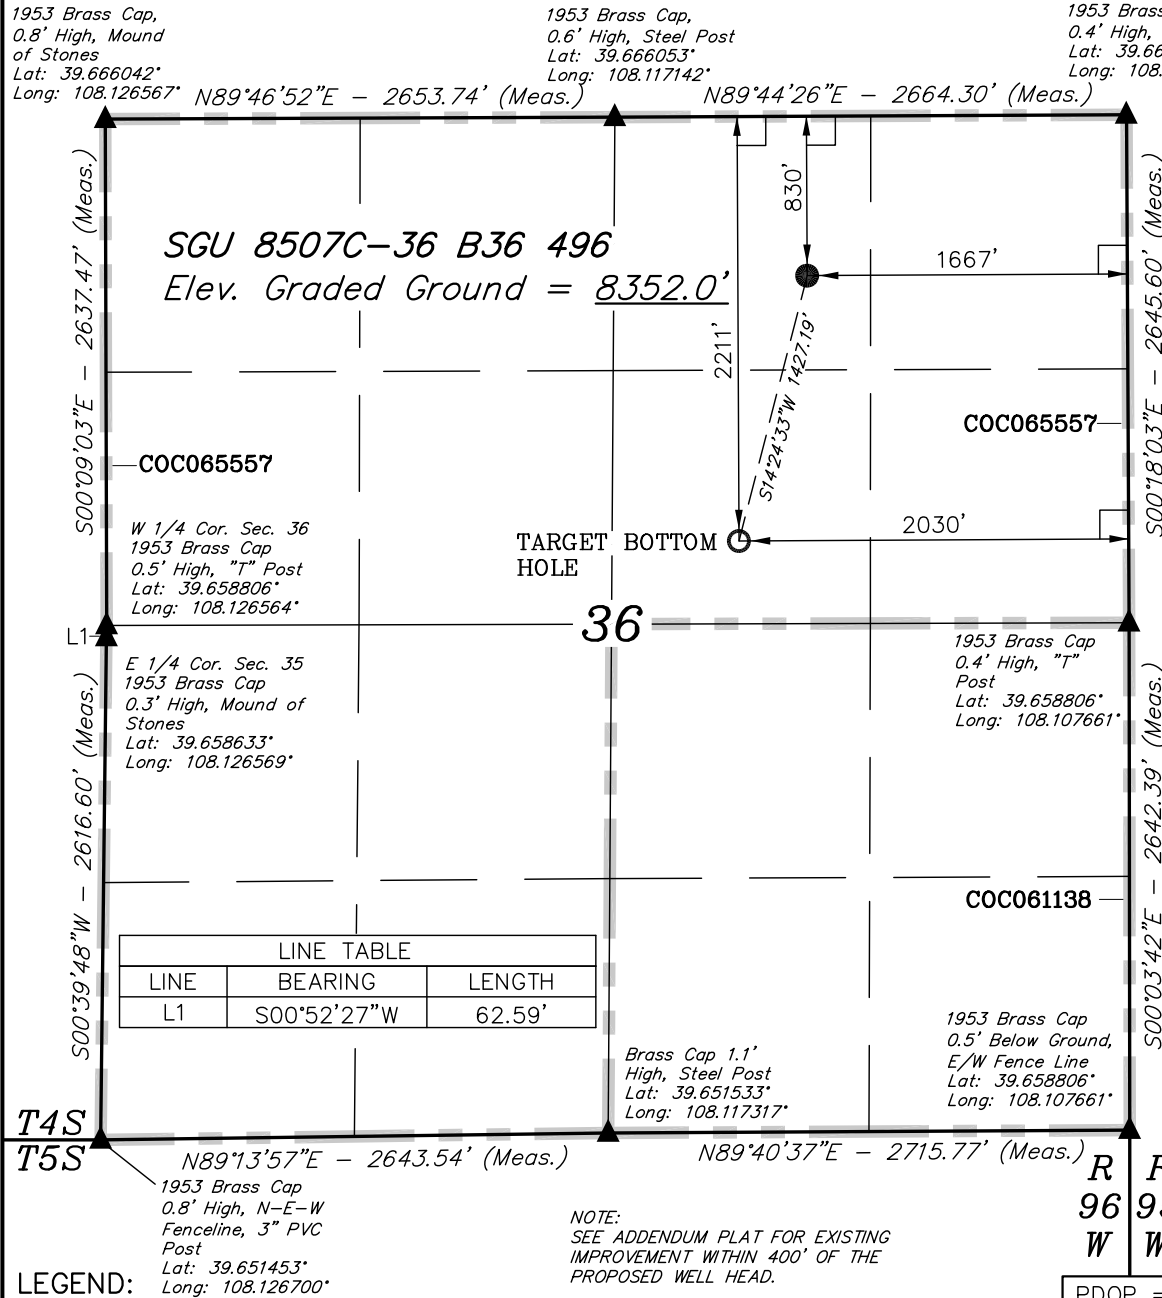 1953 Brass Cap,
0.8' High, Mound
of Stones
Lat: 39.666042°
Long: 108.126567°
1953 Brass Cap,
0.6' High, Steel Post
Lat: 39.666053°
Long: 108.117142°
1953 Brass
0.4' High,
Lat: 39.66
Long: 108.
N89°46'52"E - 2653.74' (Meas.)
N89°44'26"E - 2664.30' (Meas.)
S00°09'03"E - 2637.47' (Meas.)
S00°18'03"E - 2645.60' (Meas.)
830'
SGU 8507C-36 B36 496
Elev. Graded Ground = 8352.0'
1667'
2211'
S14°24'33"W 1427.19'
COC065557
COC065557
W 1/4 Cor. Sec. 36
1953 Brass Cap
0.5' High, "T" Post
Lat: 39.658806°
Long: 108.126564°
TARGET BOTTOM
HOLE
2030'
36
L1
E 1/4 Cor. Sec. 35
1953 Brass Cap
0.3' High, Mound of
Stones
Lat: 39.658633°
Long: 108.126569°
1953 Brass Cap
0.4' High, "T"
Post
Lat: 39.658806°
Long: 108.107661°
S00°39'48"W - 2616.60' (Meas.)
S00°03'42"E - 2642.39' (Meas.)
COC061138
LINE TABLE
LINE BEARING LENGTH
L1 S00°52'27"W 62.59'
Brass Cap 1.1'
High, Steel Post
Lat: 39.651533°
Long: 108.117317°
1953 Brass Cap
0.5' Below Ground,
E/W Fence Line
Lat: 39.658806°
Long: 108.107661°
T4S
T5S
N89°13'57"E - 2643.54' (Meas.)
N89°40'37"E - 2715.77' (Meas.)
1953 Brass Cap
0.8' High, N-E-W
Fenceline, 3" PVC
Post
Lat: 39.651453°
Long: 108.126700°
NOTE:
SEE ADDENDUM PLAT FOR EXISTING
IMPROVEMENT WITHIN 400' OF THE
PROPOSED WELL HEAD.
R
96
W
LEGEND:
PDOP =